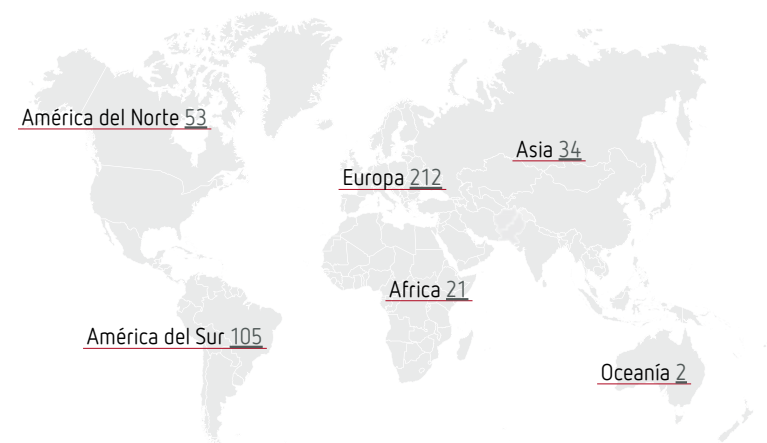 América del Norte 53
Asia 34
Europa 212
Africa 21
América del Sur 105
Oceanía 2